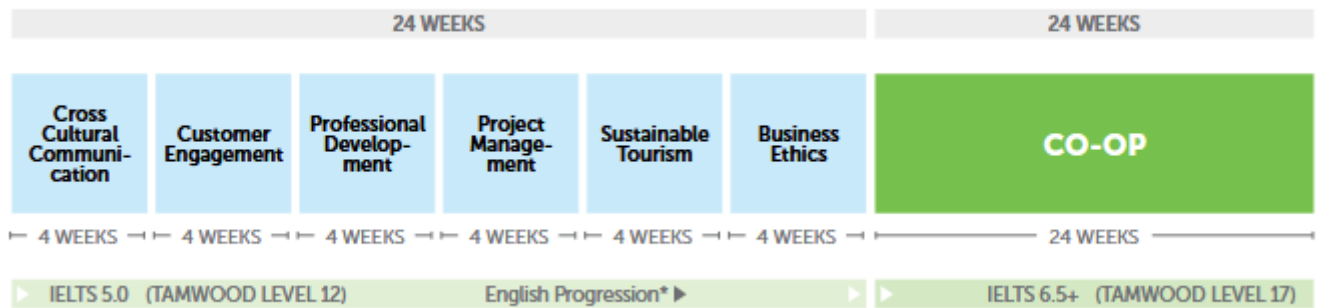 24 WEEKS
24 WEEKS
Cross
Cultural
Communi-
cation
Customer
Engagement
Professional
Develop-
ment
Project
Manage-
ment
Sustainable
Tourism
Business
Ethics
CO-OP
4 WEEKS
4 WEEKS
4 WEEKS
4 WEEKS
4 WEEKS
4 WEEKS
24 WEEKS
IELTS 5.0 (TAMWOOD LEVEL 12)
English Progression*
IELTS 6.5+ (TAMWOOD LEVEL 17)